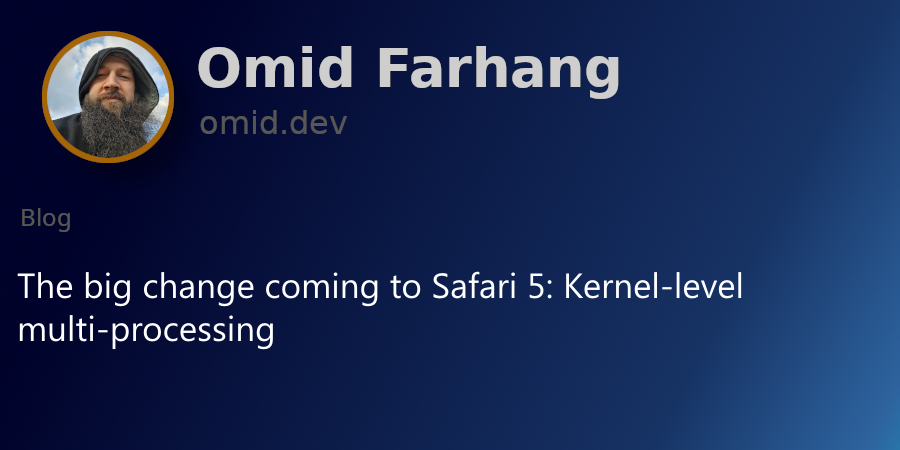 Omid Farhang
omid.dev
Blog
The big change coming to Safari 5: Kernel-level
multi-processing